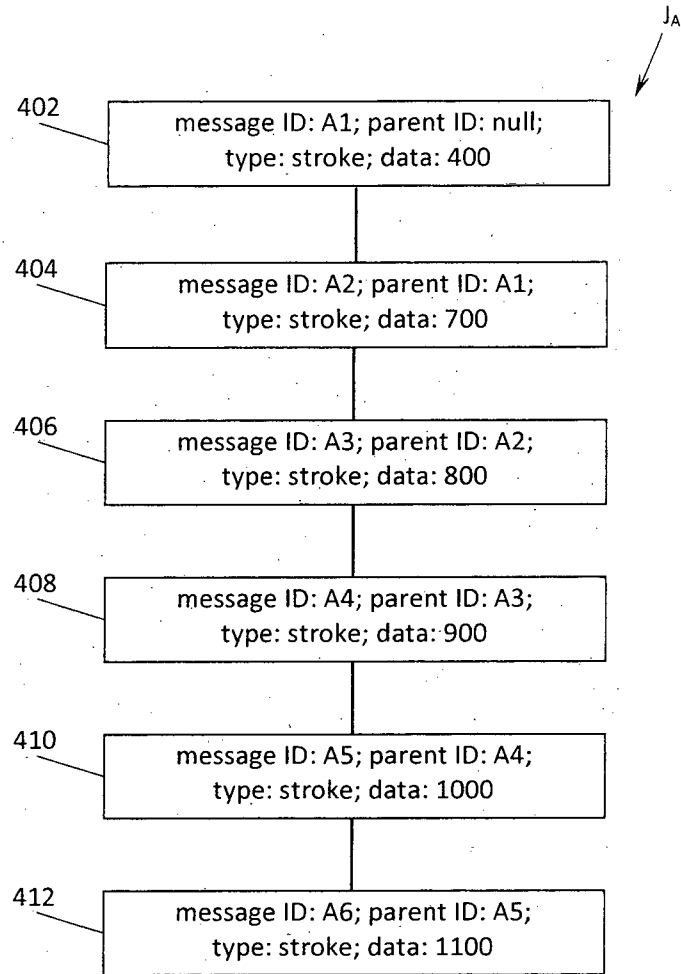 J_A
402
message ID: A1; parent ID: null;
type: stroke; data: 400
404
message ID: A2; parent ID: A1;
type: stroke; data: 700
406
message ID: A3; parent ID: A2;
type: stroke; data: 800
408
message ID: A4; parent ID: A3;
type: stroke; data: 900
410
message ID: A5; parent ID: A4;
type: stroke; data: 1000
412
message ID: A6; parent ID: A5;
type: stroke; data: 1100